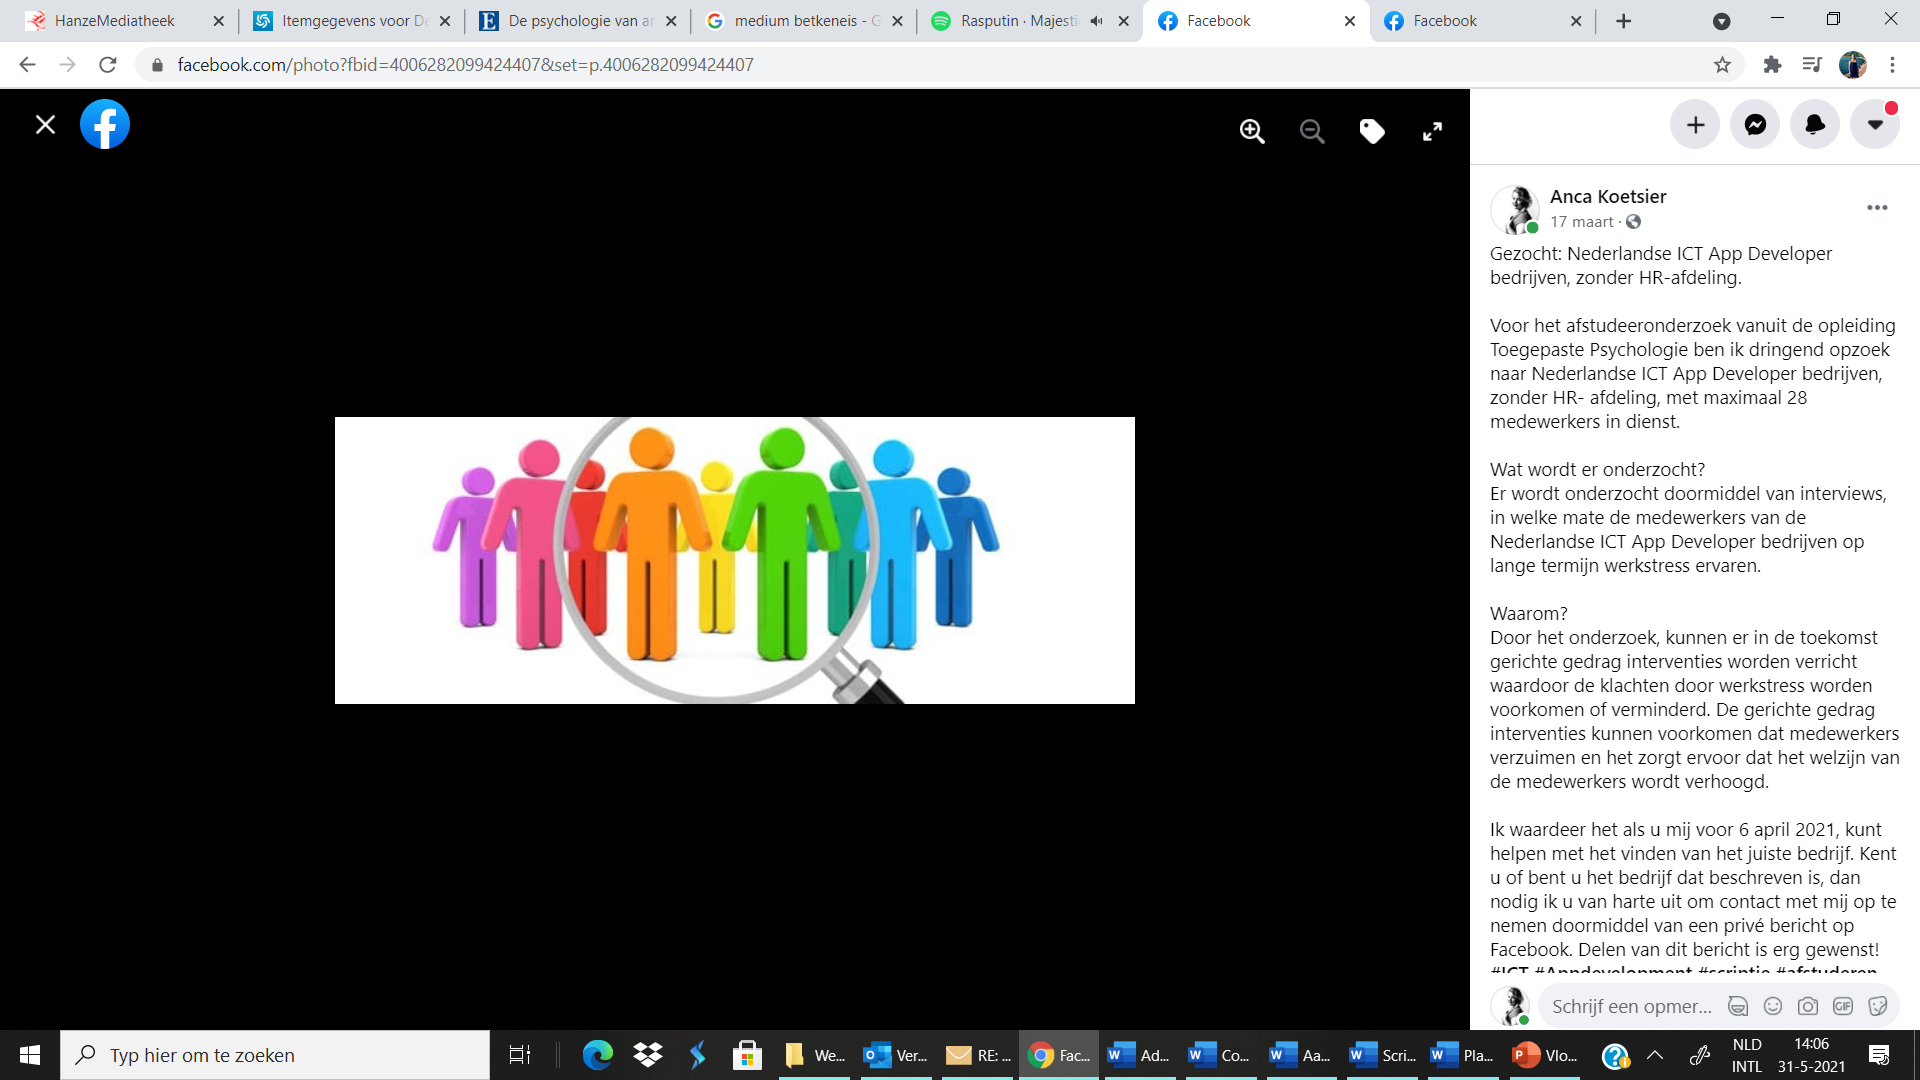 HanzeMediatheek
Itemgegevens voor De
De psychologie van ar
medium betkeneis - G
Rasputin · Majesti
Facebook
Facebook
facebook.com/photo?fbid=4006282099424407&set=p.4006282099424407
Anca Koetsier
17 maart ·
Gezocht: Nederlandse ICT App Developer
bedrijven, zonder HR-afdeling.
Voor het afstudeeronderzoek vanuit de opleiding
Toegepaste Psychologie ben ik dringend opzoek
naar Nederlandse ICT App Developer bedrijven,
zonder HR- afdeling, met maximaal 28
medewerkers in dienst.
Wat wordt er onderzocht?
Er wordt onderzocht doormiddel van interviews,
in welke mate de medewerkers van de
Nederlandse ICT App Developer bedrijven op
lange termijn werkstress ervaren.
Waarom?
Door het onderzoek, kunnen er in de toekomst
gerichte gedrag interventies worden verricht
waardoor de klachten door werkstress worden
voorkomen of verminderd. De gerichte gedrag
interventies kunnen voorkomen dat medewerkers
verzuimen en het zorgt ervoor dat het welzijn van
de medewerkers wordt verhoogd.
Ik waardeer het als u mij voor 6 april 2021, kunt
helpen met het vinden van het juiste bedrijf. Kent
u of bent u het bedrijf dat beschreven is, dan
nodig ik u van harte uit om contact met mij op te
nemen doormiddel van een privé bericht op
Facebook. Delen van dit bericht is erg gewenst!
#ICT #Appdevelopment #scriptie #afstuderen
Schrijf een opmer...
GIF
Typ hier om te zoeken
We...
Ver...
RE: ...
Fac...
Ad...
Co...
Aa...
Scri...
Pla...
Vlo...
NLD
INTL
14:06
31-5-2021